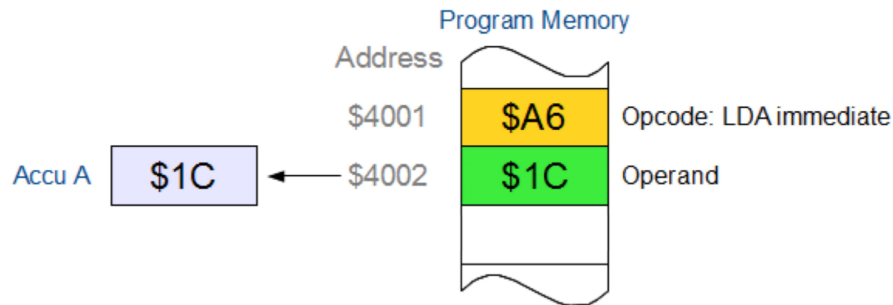 Program Memory
Address
$4001 $A6 Opcode: LDA immediate
Accu A $1C $4002 $1C Operand